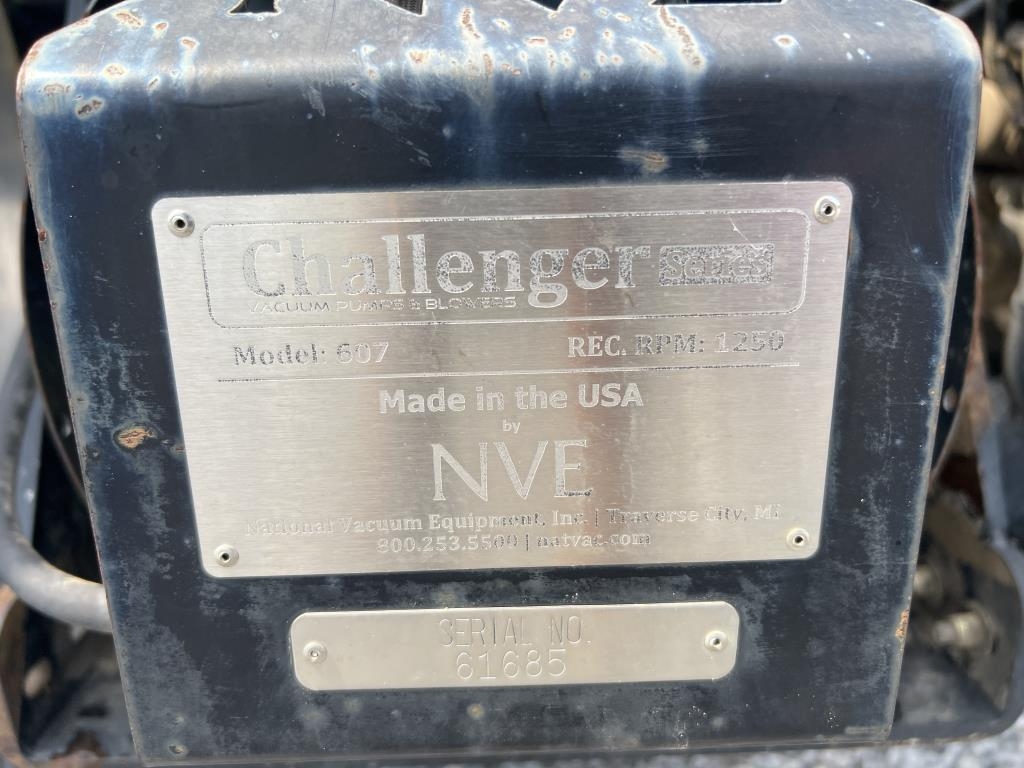 Challenger Series
VACUUM PUMPS & BLOWERS
Model: 607 REC. RPM: 1250
Made in the USA
by
NVE
National Vacuum Equipment, Inc. | Traverse City, MI
800.253.5500 | natvac.com
SERIAL NO.
61685